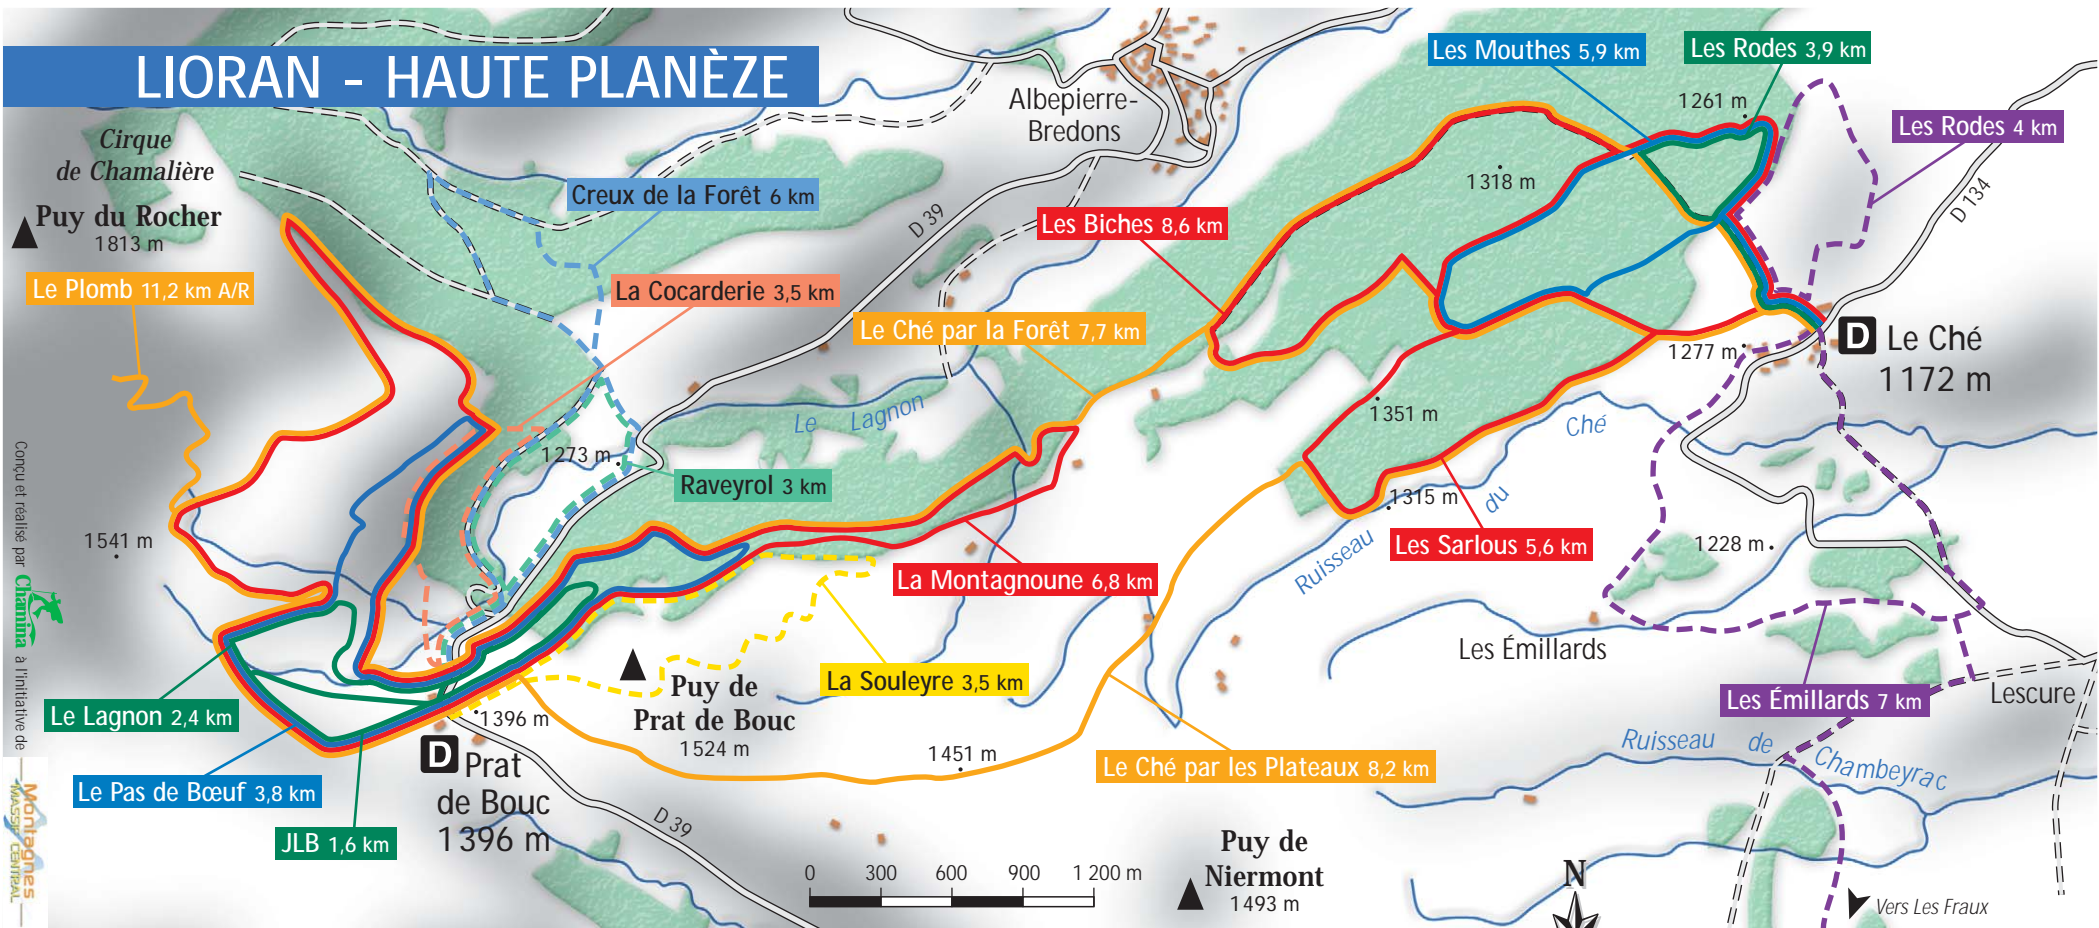 LIORAN - HAUTE PLANÈZE
Cirque
de Chamalière
Puy du Rocher
1813 m
Le Plomb 11,2 km A/R
1541 m
Albepierre-
Bredons
Creux de la Forêt 6 km
La Cocarderie 3,5 km
D 39
Les Biches 8,6 km
Le Ché par la Forêt 7,7 km
Le Lagnon
1273 m
Raveyrol 3 km
Les Mouthes 5,9 km
Les Rodes 3,9 km
1261 m
Les Rodes 4 km
1318 m
D 134
1277 m
D Le Ché
1172 m
1351 m
Ruisseau du Ché
1315 m
Les Sarlous 5,6 km
1228 m
La Montagnoune 6,8 km
Les Émillards
La Souleyre 3,5 km
Puy de
Prat de Bouc
1524 m
Le Lagnon 2,4 km
Le Pas de Bœuf 3,8 km
JLB 1,6 km
1396 m
D Prat
de Bouc
1396 m
D 39
1451 m
Le Ché par les Plateaux 8,2 km
Les Émillards 7 km
Lescure
Ruisseau de Chambeyrac
Puy de
Niermont
1493 m
0 300 600 900 1 200 m
N
Vers Les Fraux
Conçu et réalisé par Chamina à l'initiative de
Montagnes
MASSIF CENTRAL